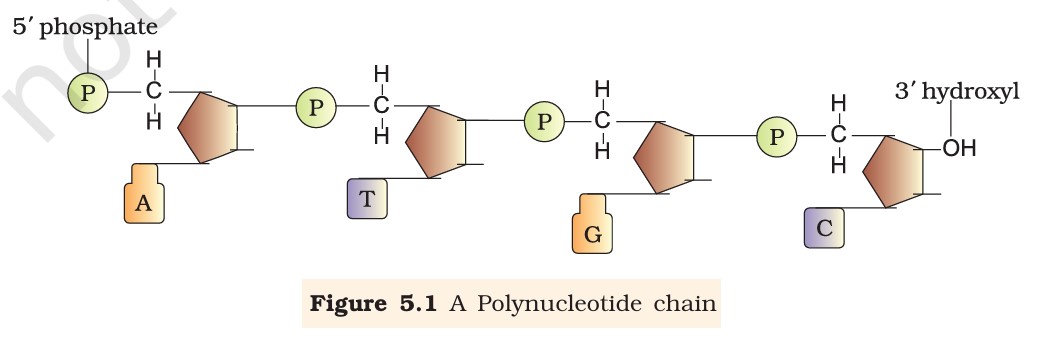 5′ phosphate
H
H
H
H
3′ hydroxyl
P
C
P
C
P
C
P
C
OH
H
H
H
H
A
T
G
C
Figure 5.1 A Polynucleotide chain